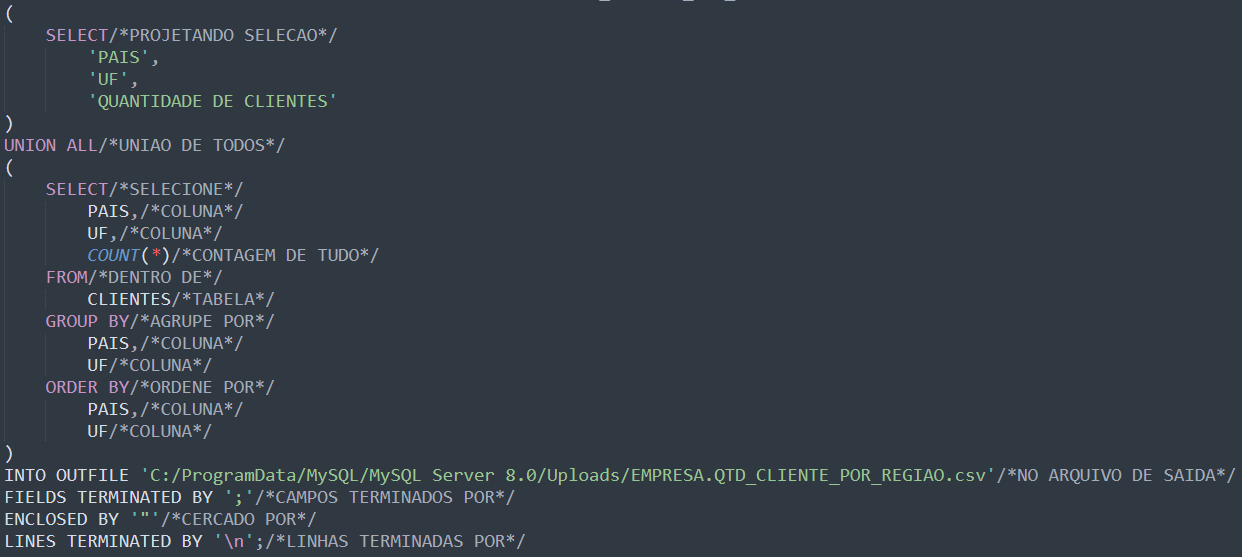 (
    SELECT/*PROJETANDO SELECAO*/
        'PAIS',
        'UF',
        'QUANTIDADE DE CLIENTES'
)
UNION ALL/*UNIAO DE TODOS*/
(
    SELECT/*SELECIONE*/
        PAIS,/*COLUNA*/
        UF,/*COLUNA*/
        COUNT(*)/*CONTAGEM DE TUDO*/
    FROM/*DENTRO DE*/
        CLIENTES/*TABELA*/
    GROUP BY/*AGRUPE POR*/
        PAIS,/*COLUNA*/
        UF/*COLUNA*/
    ORDER BY/*ORDENE POR*/
        PAIS,/*COLUNA*/
        UF/*COLUNA*/
)
INTO OUTFILE 'C:/ProgramData/MySQL/MySQL Server 8.0/Uploads/EMPRESA.QTD_CLIENTE_POR_REGIAO.csv'/*NO ARQUIVO DE SAIDA*/
FIELDS TERMINATED BY ';'/*CAMPOS TERMINADOS POR*/
ENCLOSED BY '"'/*CERCADO POR*/
LINES TERMINATED BY '\n';/*LINHAS TERMINADAS POR*/